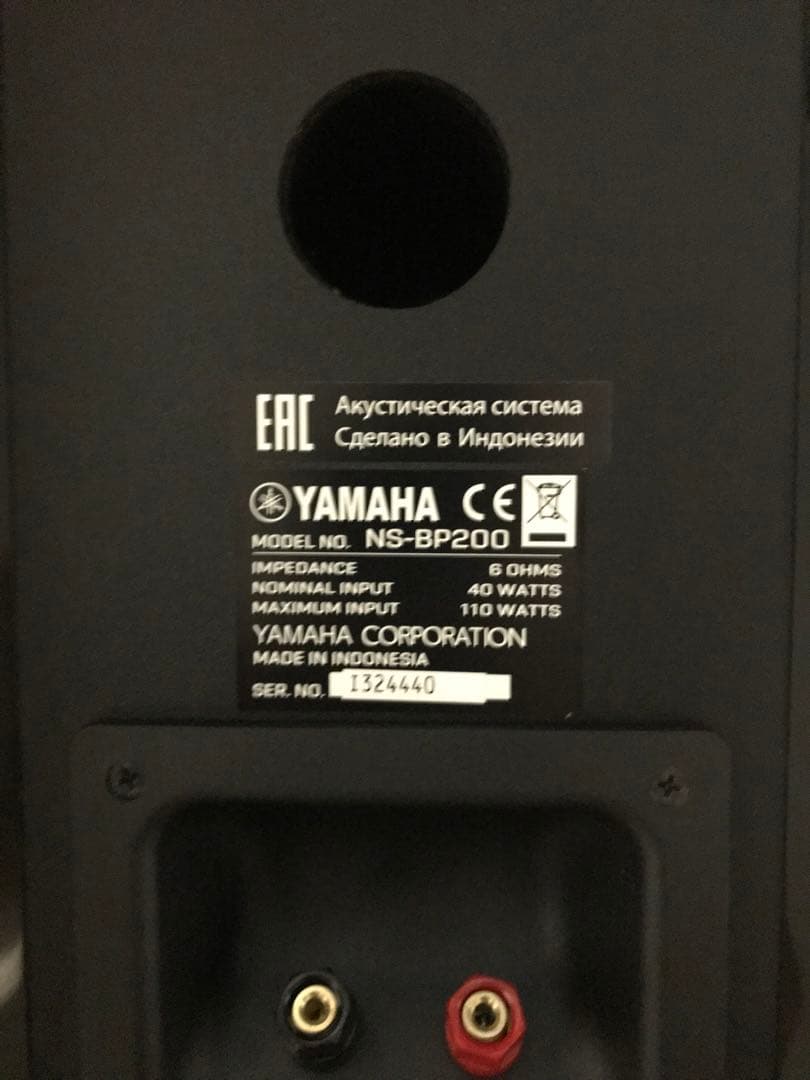 EAC Акустическая система
Сделано в Индонезии
YAMAHA CE
MODEL NO. NS-BP200
IMPEDANCE 6 OHMS
NOMINAL INPUT 40 WATTS
MAXIMUM INPUT 110 WATTS
YAMAHA CORPORATION
MADE IN INDONESIA
SER. NO. I324440